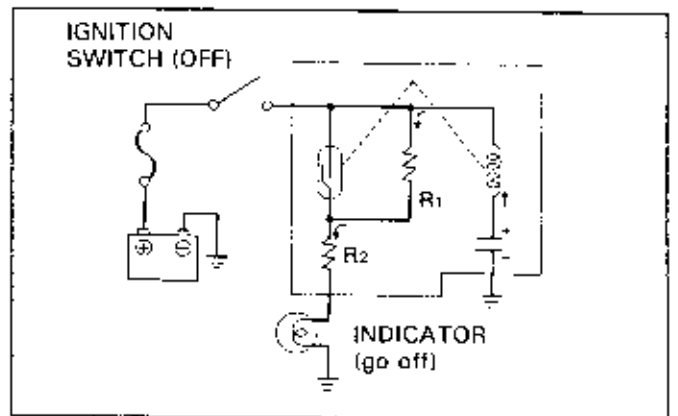 IGNITION
SWITCH (OFF)
R1
R2
+
-
⊕ ⊖
INDICATOR
(go off)